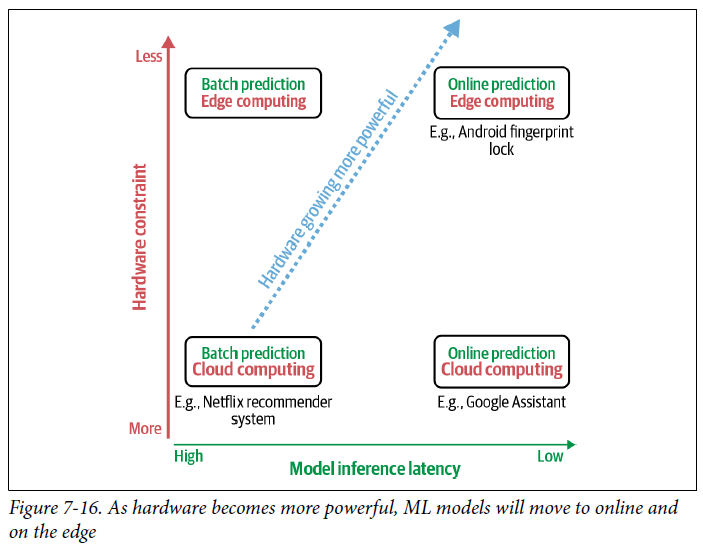 Less
Batch prediction
Edge computing
Online prediction
Edge computing
E.g., Android fingerprint
lock
Hardware growing more powerful
Hardware constraint
Batch prediction
Cloud computing
E.g., Netflix recommender
system
Online prediction
Cloud computing
E.g., Google Assistant
More
High
Low
Model inference latency
Figure 7-16. As hardware becomes more powerful, ML models will move to online and
on the edge